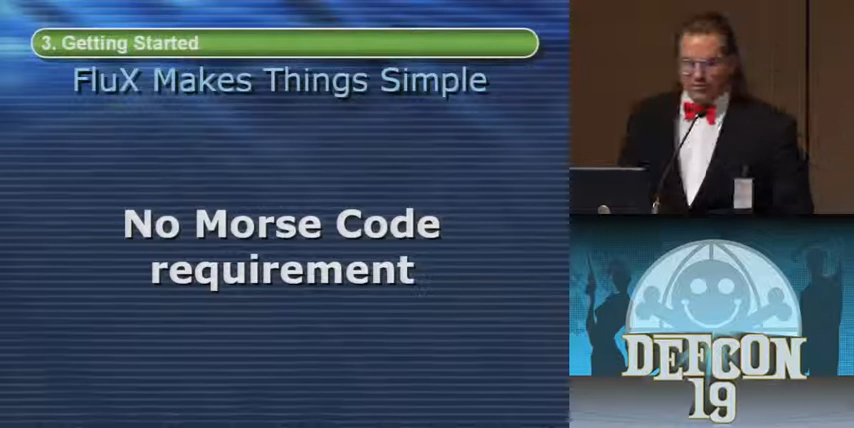 3. Getting Started
FluX Makes Things Simple
No Morse Code
requirement
DEFCON
19